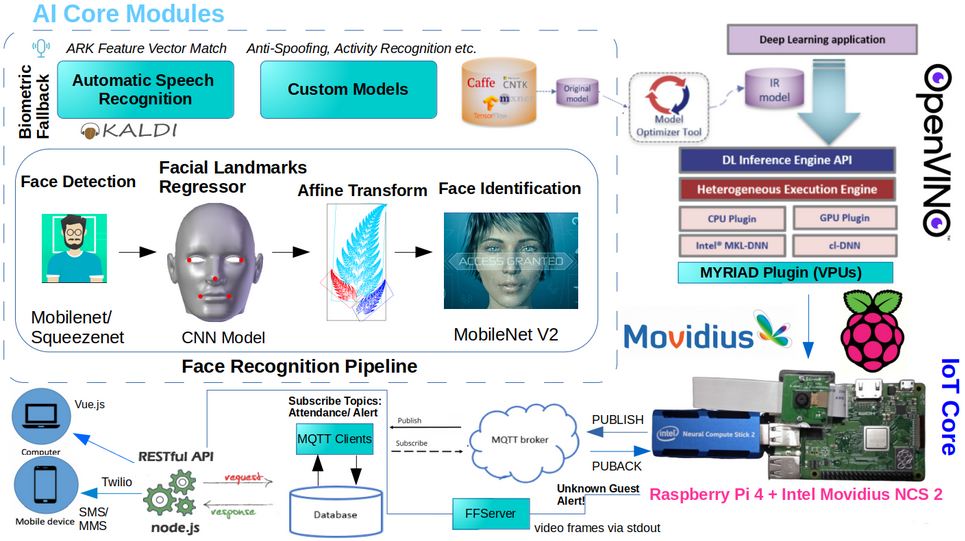 AI Core Modules
ARK Feature Vector Match
Anti-Spoofing, Activity Recognition etc.
Biometric
Fallback
Automatic Speech
Recognition
KALDI
Custom Models
Caffe
CNTK
mxnet
TensorFlow
Original
model
Model
Optimizer Tool
IR
model
Deep Learning application
OpenVINO™
DL Inference Engine API
Heterogeneous Execution Engine
CPU Plugin
GPU Plugin
Intel® MKL-DNN
cl-DNN
MYRIAD Plugin (VPUs)
Face Detection
Facial Landmarks
Regressor
Affine Transform
Face Identification
ACCESS GRANTED
Mobilenet/
Squeezenet
CNN Model
MobileNet V2
Face Recognition Pipeline
Movidius
IoT Core
Vue.js
Computer
RESTful API
Twilio
SMS/
MMS
Mobile device
node.js
request
response
Subscribe Topics:
Attendance/ Alert
MQTT Clients
Database
Publish
Subscribe
MQTT broker
PUBLISH
PUBACK
intel
Neural Compute Stick 2
Raspberry Pi 4 + Intel Movidius NCS 2
Unknown Guest
Alert!
FFServer
video frames via stdout